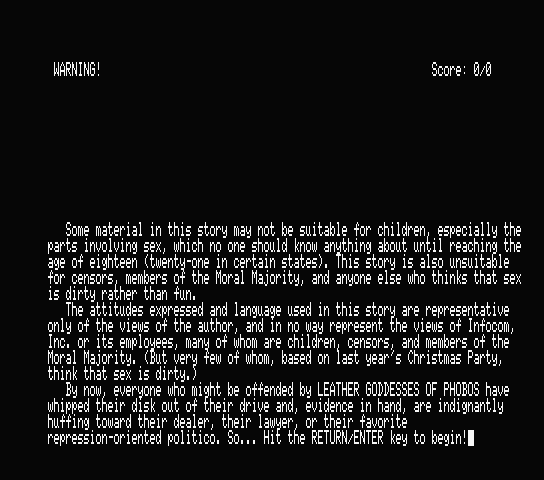 WARNING! Score: 0/0
Some material in this story may not be suitable for children, especially the
parts involving sex, which no one should know anything about until reaching the
age of eighteen (twenty-one in certain states). This story is also unsuitable
for censors, members of the Moral Majority, and anyone else who thinks that sex
is dirty rather than fun.
The attitudes expressed and language used in this story are representative
only of the views of the author, and in no way represent the views of Infocom,
Inc. or its employees, many of whom are children, censors, and members of the
Moral Majority. (But very few of whom, based on last year's Christmas Party,
think that sex is dirty.)
By now, everyone who might be offended by LEATHER GODDESSES OF PHOBOS have
whipped their disk out of their drive and, evidence in hand, are indignantly
huffing toward their dealer, their lawyer, or their favorite
repression-oriented politico. So... Hit the RETURN/ENTER key to begin!